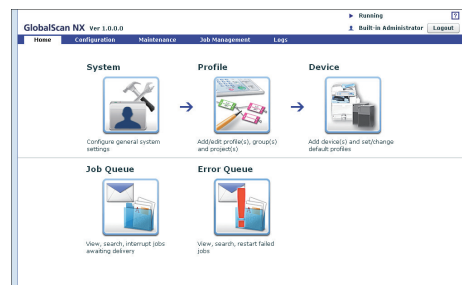 Running
?
GlobalScan NX Ver 1.0.0.0
Built-in Administrator Logout
Home Configuration Maintenance Job Management Logs
System Profile Device
Configure general system settings
Add/edit profile(s), group(s) and project(s)
Add device(s) and set/change default profiles
Job Queue Error Queue
View, search, interrupt jobs awaiting delivery
View, search, restart failed jobs